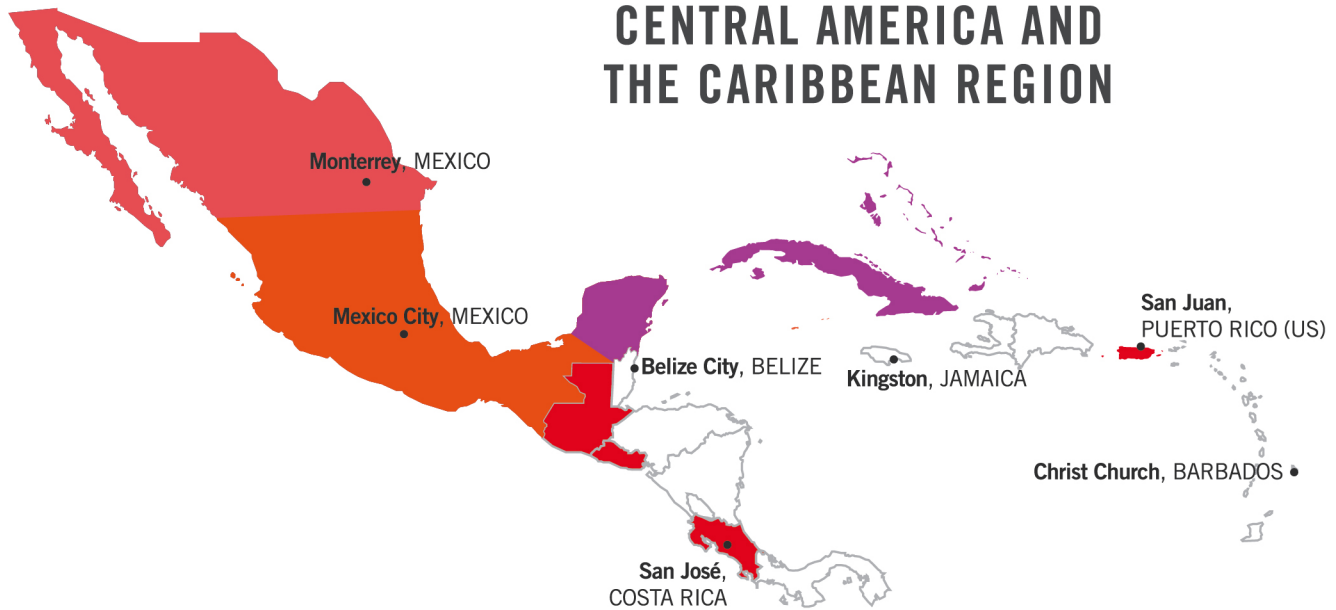 CENTRAL AMERICA AND
THE CARIBBEAN REGION
Monterrey, MEXICO
Mexico City, MEXICO
Belize City, BELIZE
Kingston, JAMAICA
San Juan,
PUERTO RICO (US)
Christ Church, BARBADOS
San José,
COSTA RICA